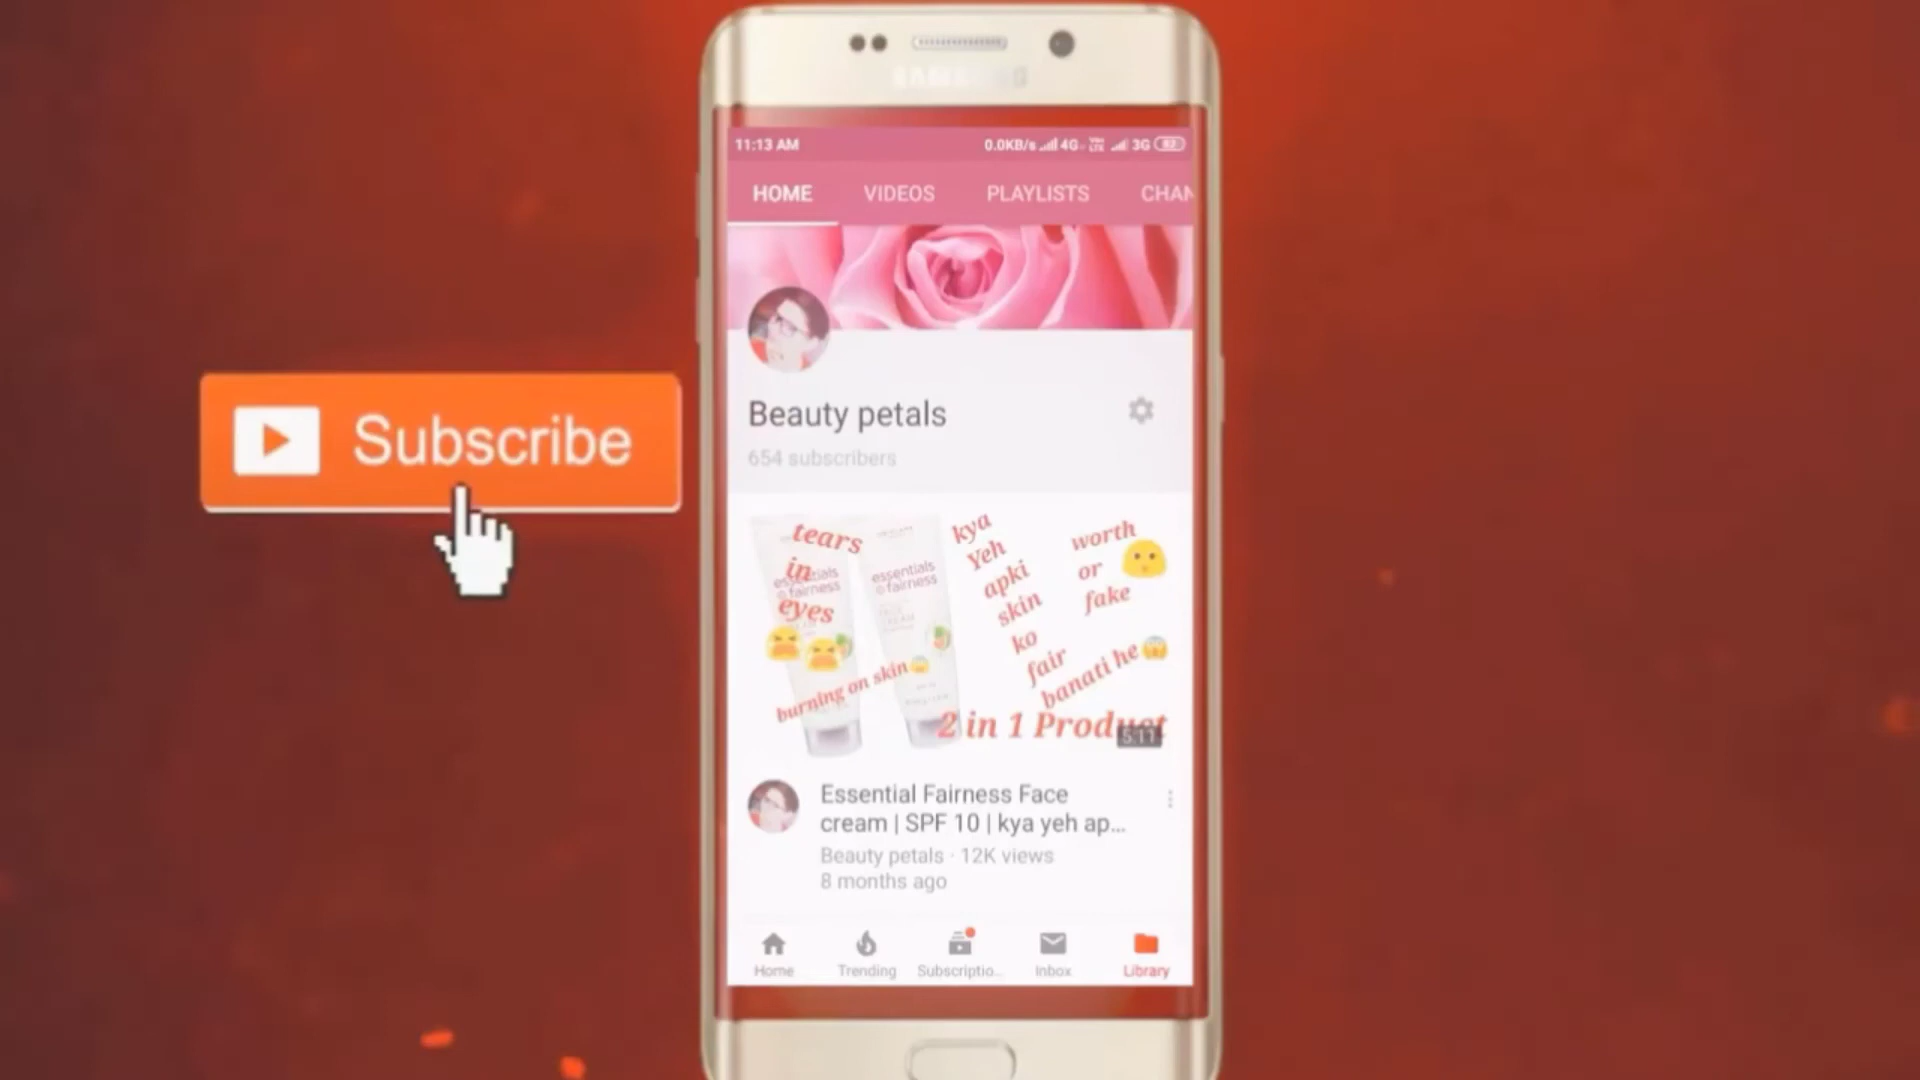 SAMSUNG
11:13 AM 0.0KB/s 4G 3G 82
HOME VIDEOS PLAYLISTS CHAN
Subscribe
Beauty petals
654 subscribers
tears
in
eyes
essentials
fairness
burning on skin
kya
Yeh
apki
skin
ko
fair
banati he
worth
or
fake
2 in 1 Product
5:11
Essential Fairness Face
cream | SPF 10 | kya yeh ap...
Beauty petals · 12K views
8 months ago
Home Trending Subscriptio... Inbox Library